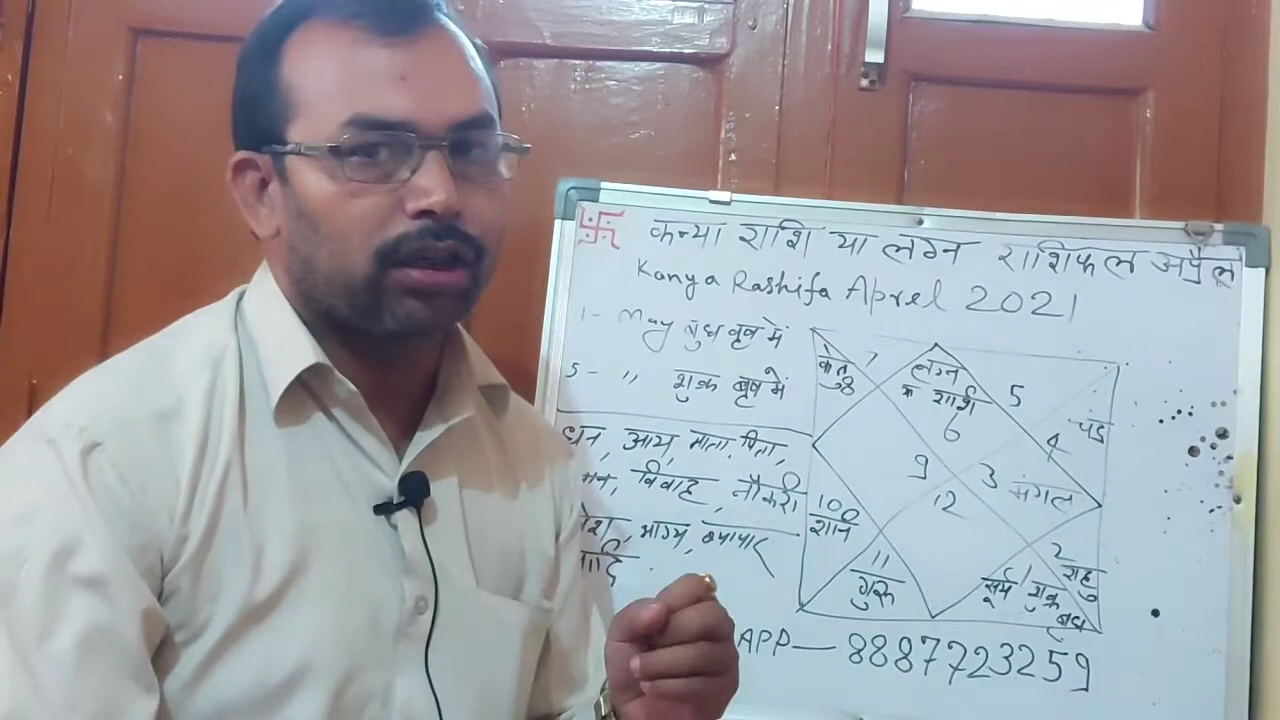 कन्या राशि या लग्न राशिफल अप्रैल
Kanya Rashifa Aprel 2021
1- May बुध वृष में
5- " शुक्र बृष में
धन, आय, माता, पिता,
विवाह, नौकरी
भाग्य, व्यापार
केतु 8
7
लग्न
क राशि
6
5
चंद्र
4
9
3 मंगल
12
10
शनि
11
गुरू
2
राहु
1
सूर्य शुक्र
बुध
APP— 8887723259